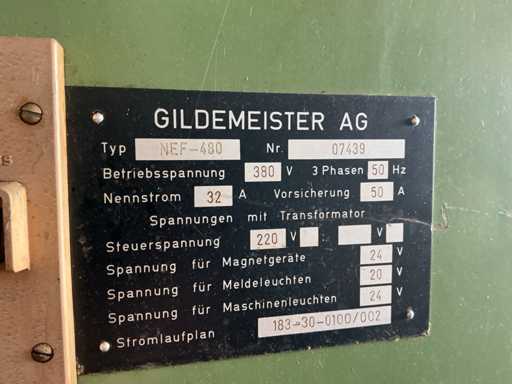 GILDEMEISTER AG
Typ NEF-480 Nr. 07439
Betriebsspannung 380 V 3 Phasen 50 Hz
Nennstrom 32 A Vorsicherung 50 A
Spannungen mit Transformator
Steuerspannung 220 V V
Spannung für Magnetgeräte 24 V
Spannung für Meldeleuchten 20 V
Spannung für Maschinenleuchten 24 V
Stromlaufplan 183-30-0100/002